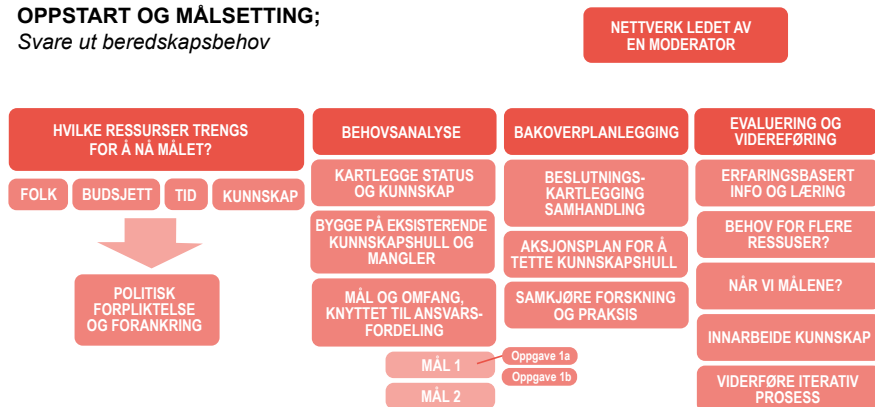 OPPSTART OG MÅLSETTING;
Svare ut beredskapsbehov
NETTVERK LEDET AV
EN MODERATOR
HVILKE RESSURSER TRENGS
FOR Å NÅ MÅLET?
FOLK
BUDSJETT
TID
KUNNSKAP
POLITISK
FORPLIKTELSE
OG FORANKRING
BEHOVSANALYSE
KARTLEGGE STATUS
OG KUNNSKAP
BYGGE PÅ EKSISTERENDE
KUNNSKAPSHULL OG
MANGLER
MÅL OG OMFANG,
KNYTTET TIL ANSVARS-
FORDELING
MÅL 1
Oppgave 1a
Oppgave 1b
MÅL 2
BAKOVERPLANLEGGING
BESLUTNINGS-
KARTLEGGING
SAMHANDLING
AKSJONSPLAN FOR Å
TETTE KUNNSKAPSHULL
SAMKJØRE FORSKNING
OG PRAKSIS
EVALUERING OG
VIDEREFØRING
ERFARINGSBASERT
INFO OG LÆRING
BEHOV FOR FLERE
RESSUSER?
NÅR VI MÅLENE?
INNARBEIDE KUNNSKAP
VIDERFØRE ITERATIV
PROSESS